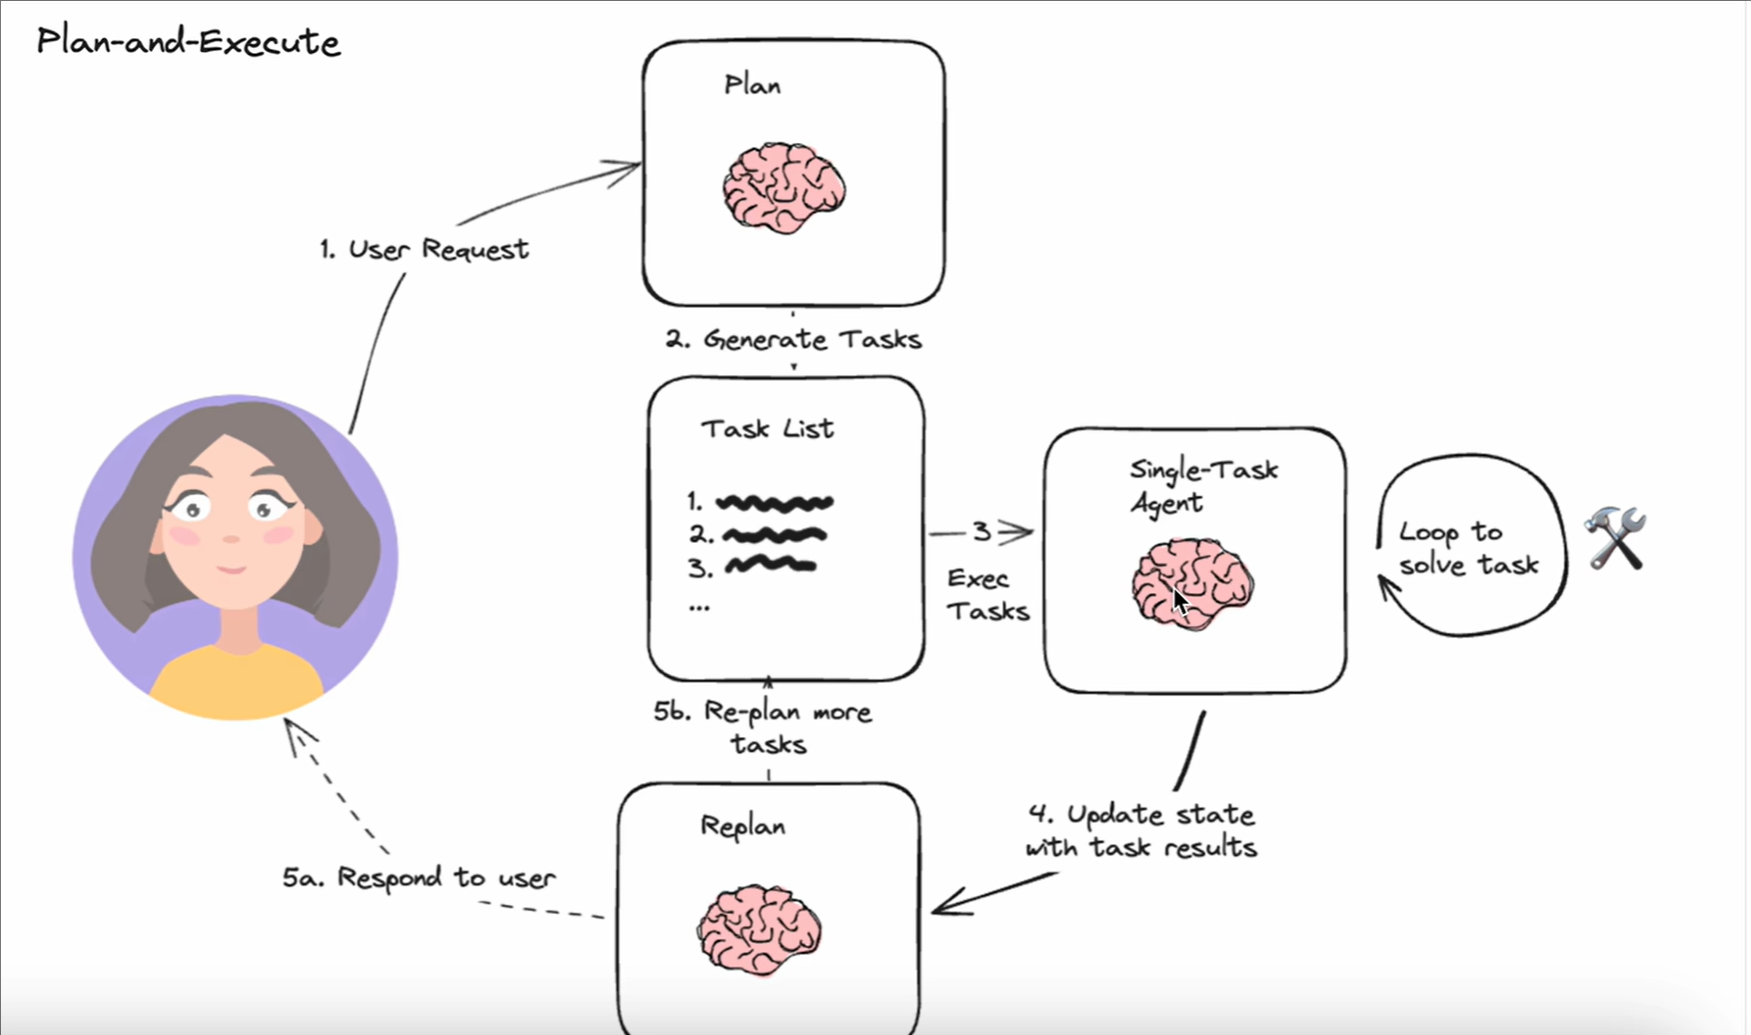 Plan-and-Execute
Plan
1. User Request
2. Generate Tasks
Task List
1.
2.
3.
...
3
Exec
Tasks
Single-Task
Agent
Loop to
solve task
5b. Re-plan more
tasks
Replan
4. Update state
with task results
5a. Respond to user